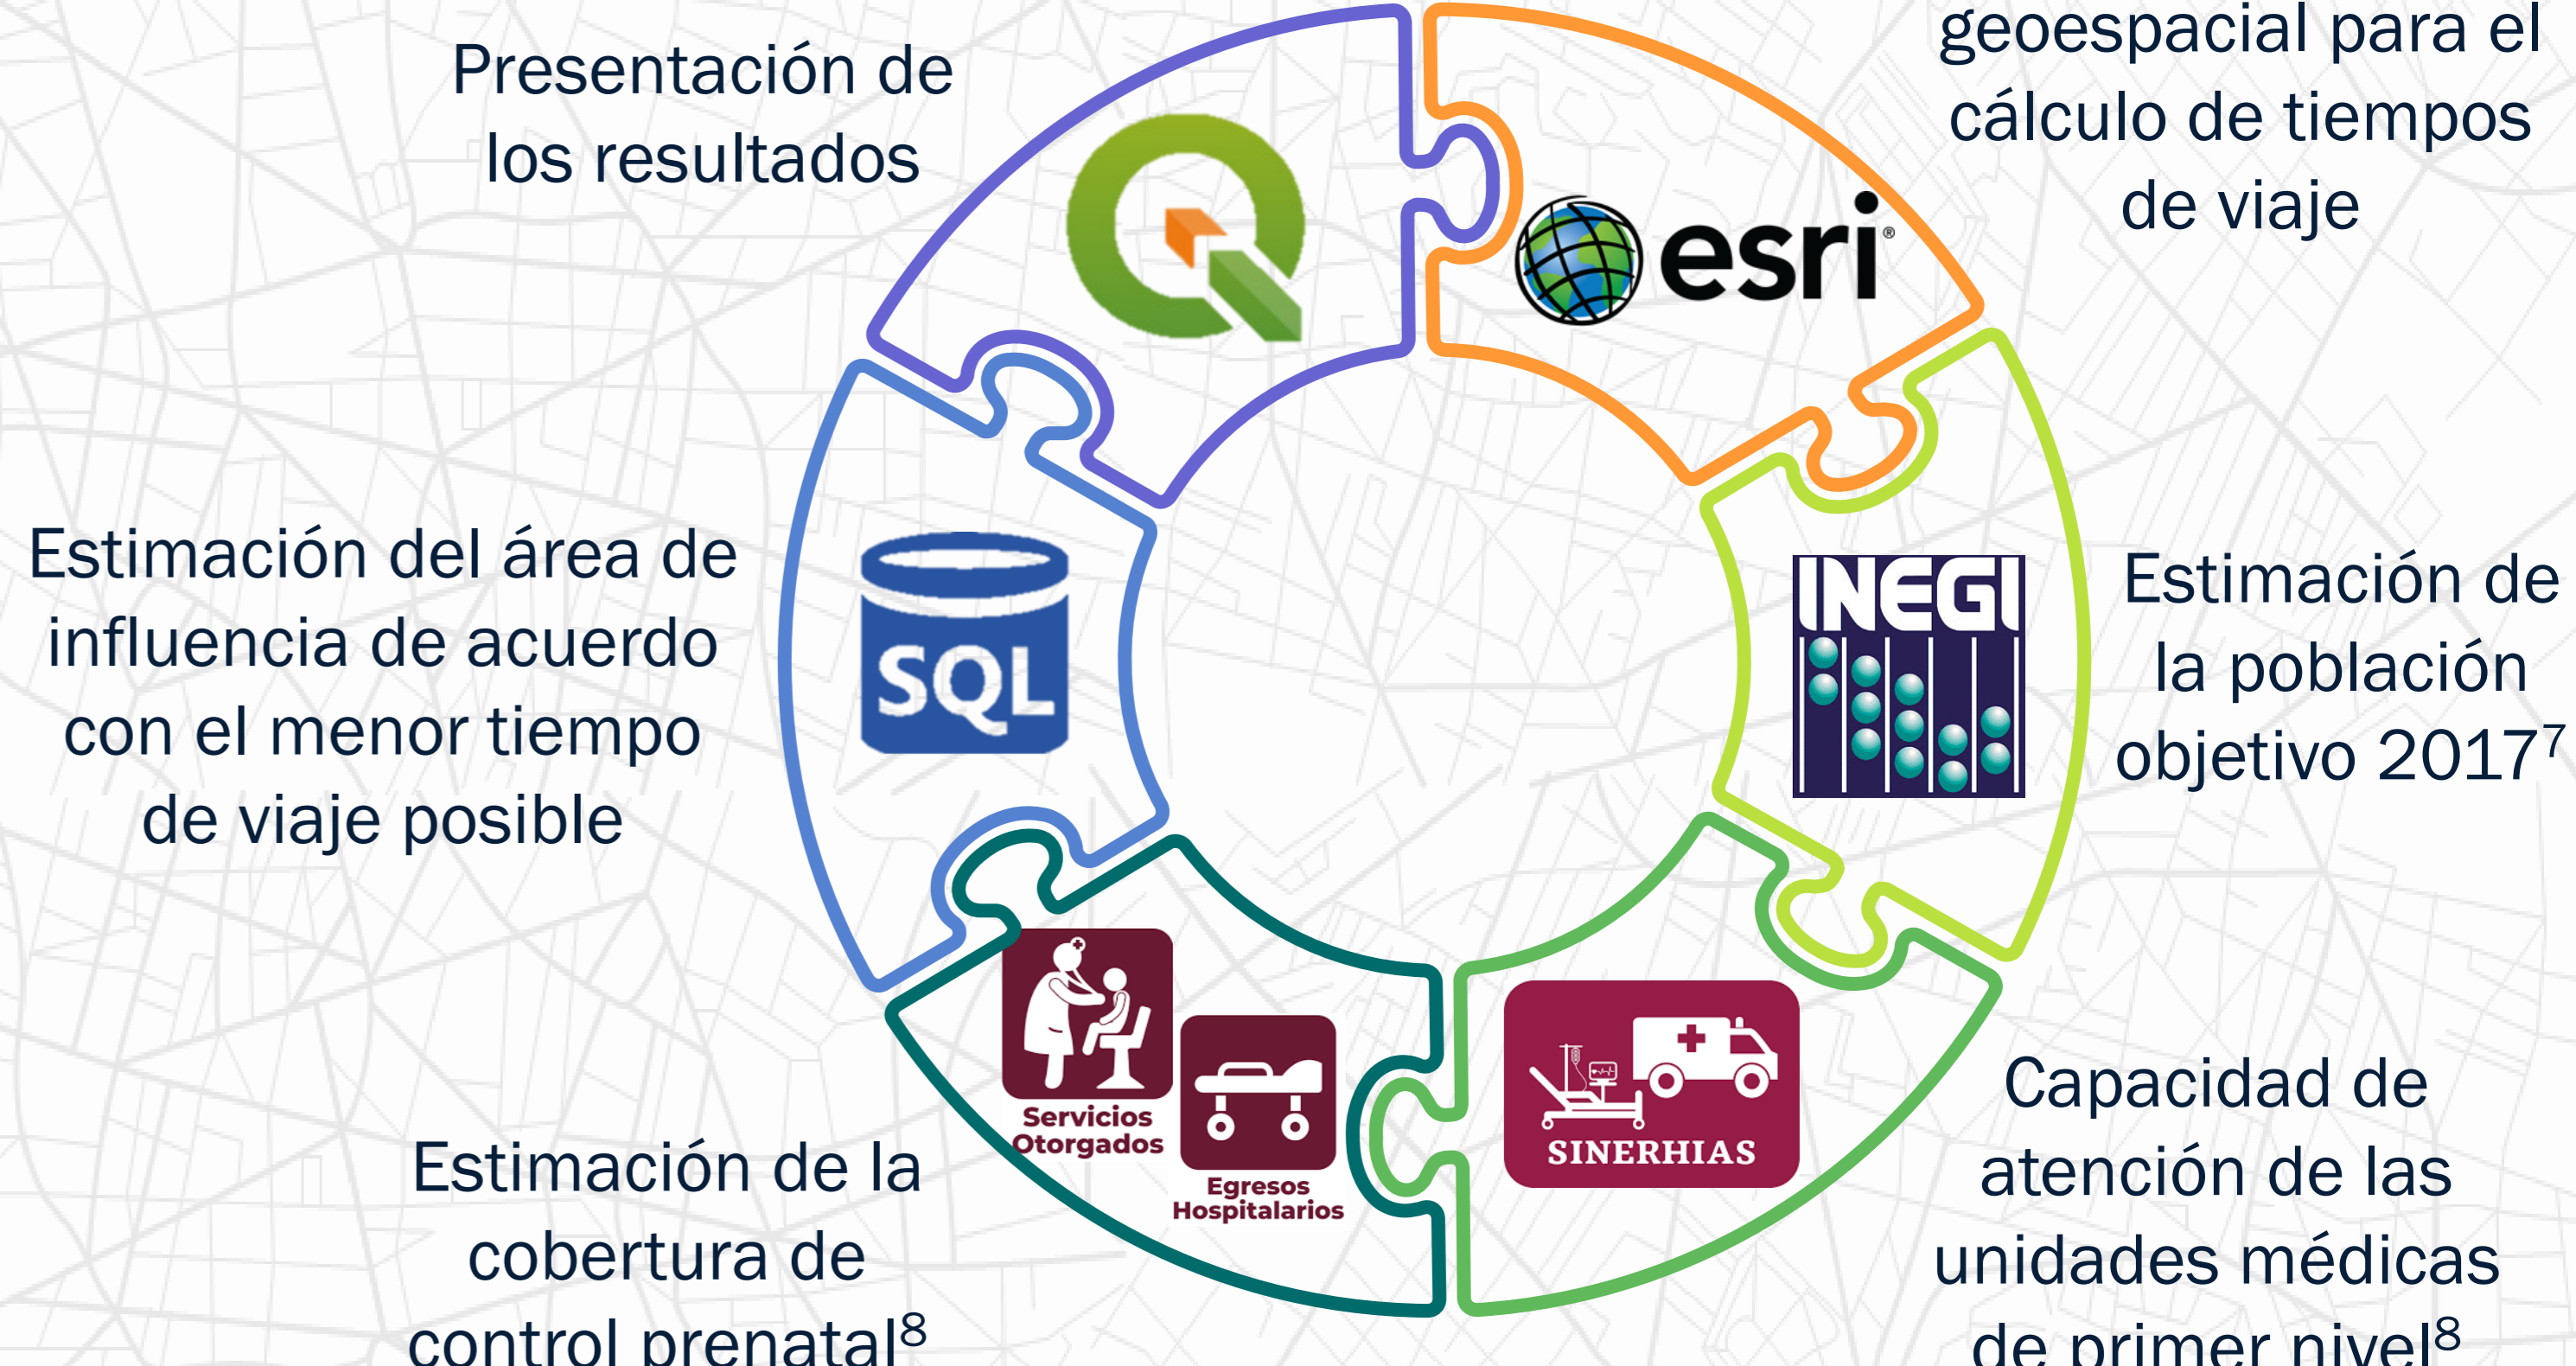 Presentación de
los resultados
geoespacial para el
cálculo de tiempos
de viaje
esri®
Estimación del área de
influencia de acuerdo
con el menor tiempo
de viaje posible
SQL
INEGI
Estimación de
la población
objetivo 2017⁷
Servicios
Otorgados
Egresos
Hospitalarios
SINERHIAS
Estimación de la
cobertura de
control prenatal⁸
Capacidad de
atención de las
unidades médicas
de primer nivel⁸